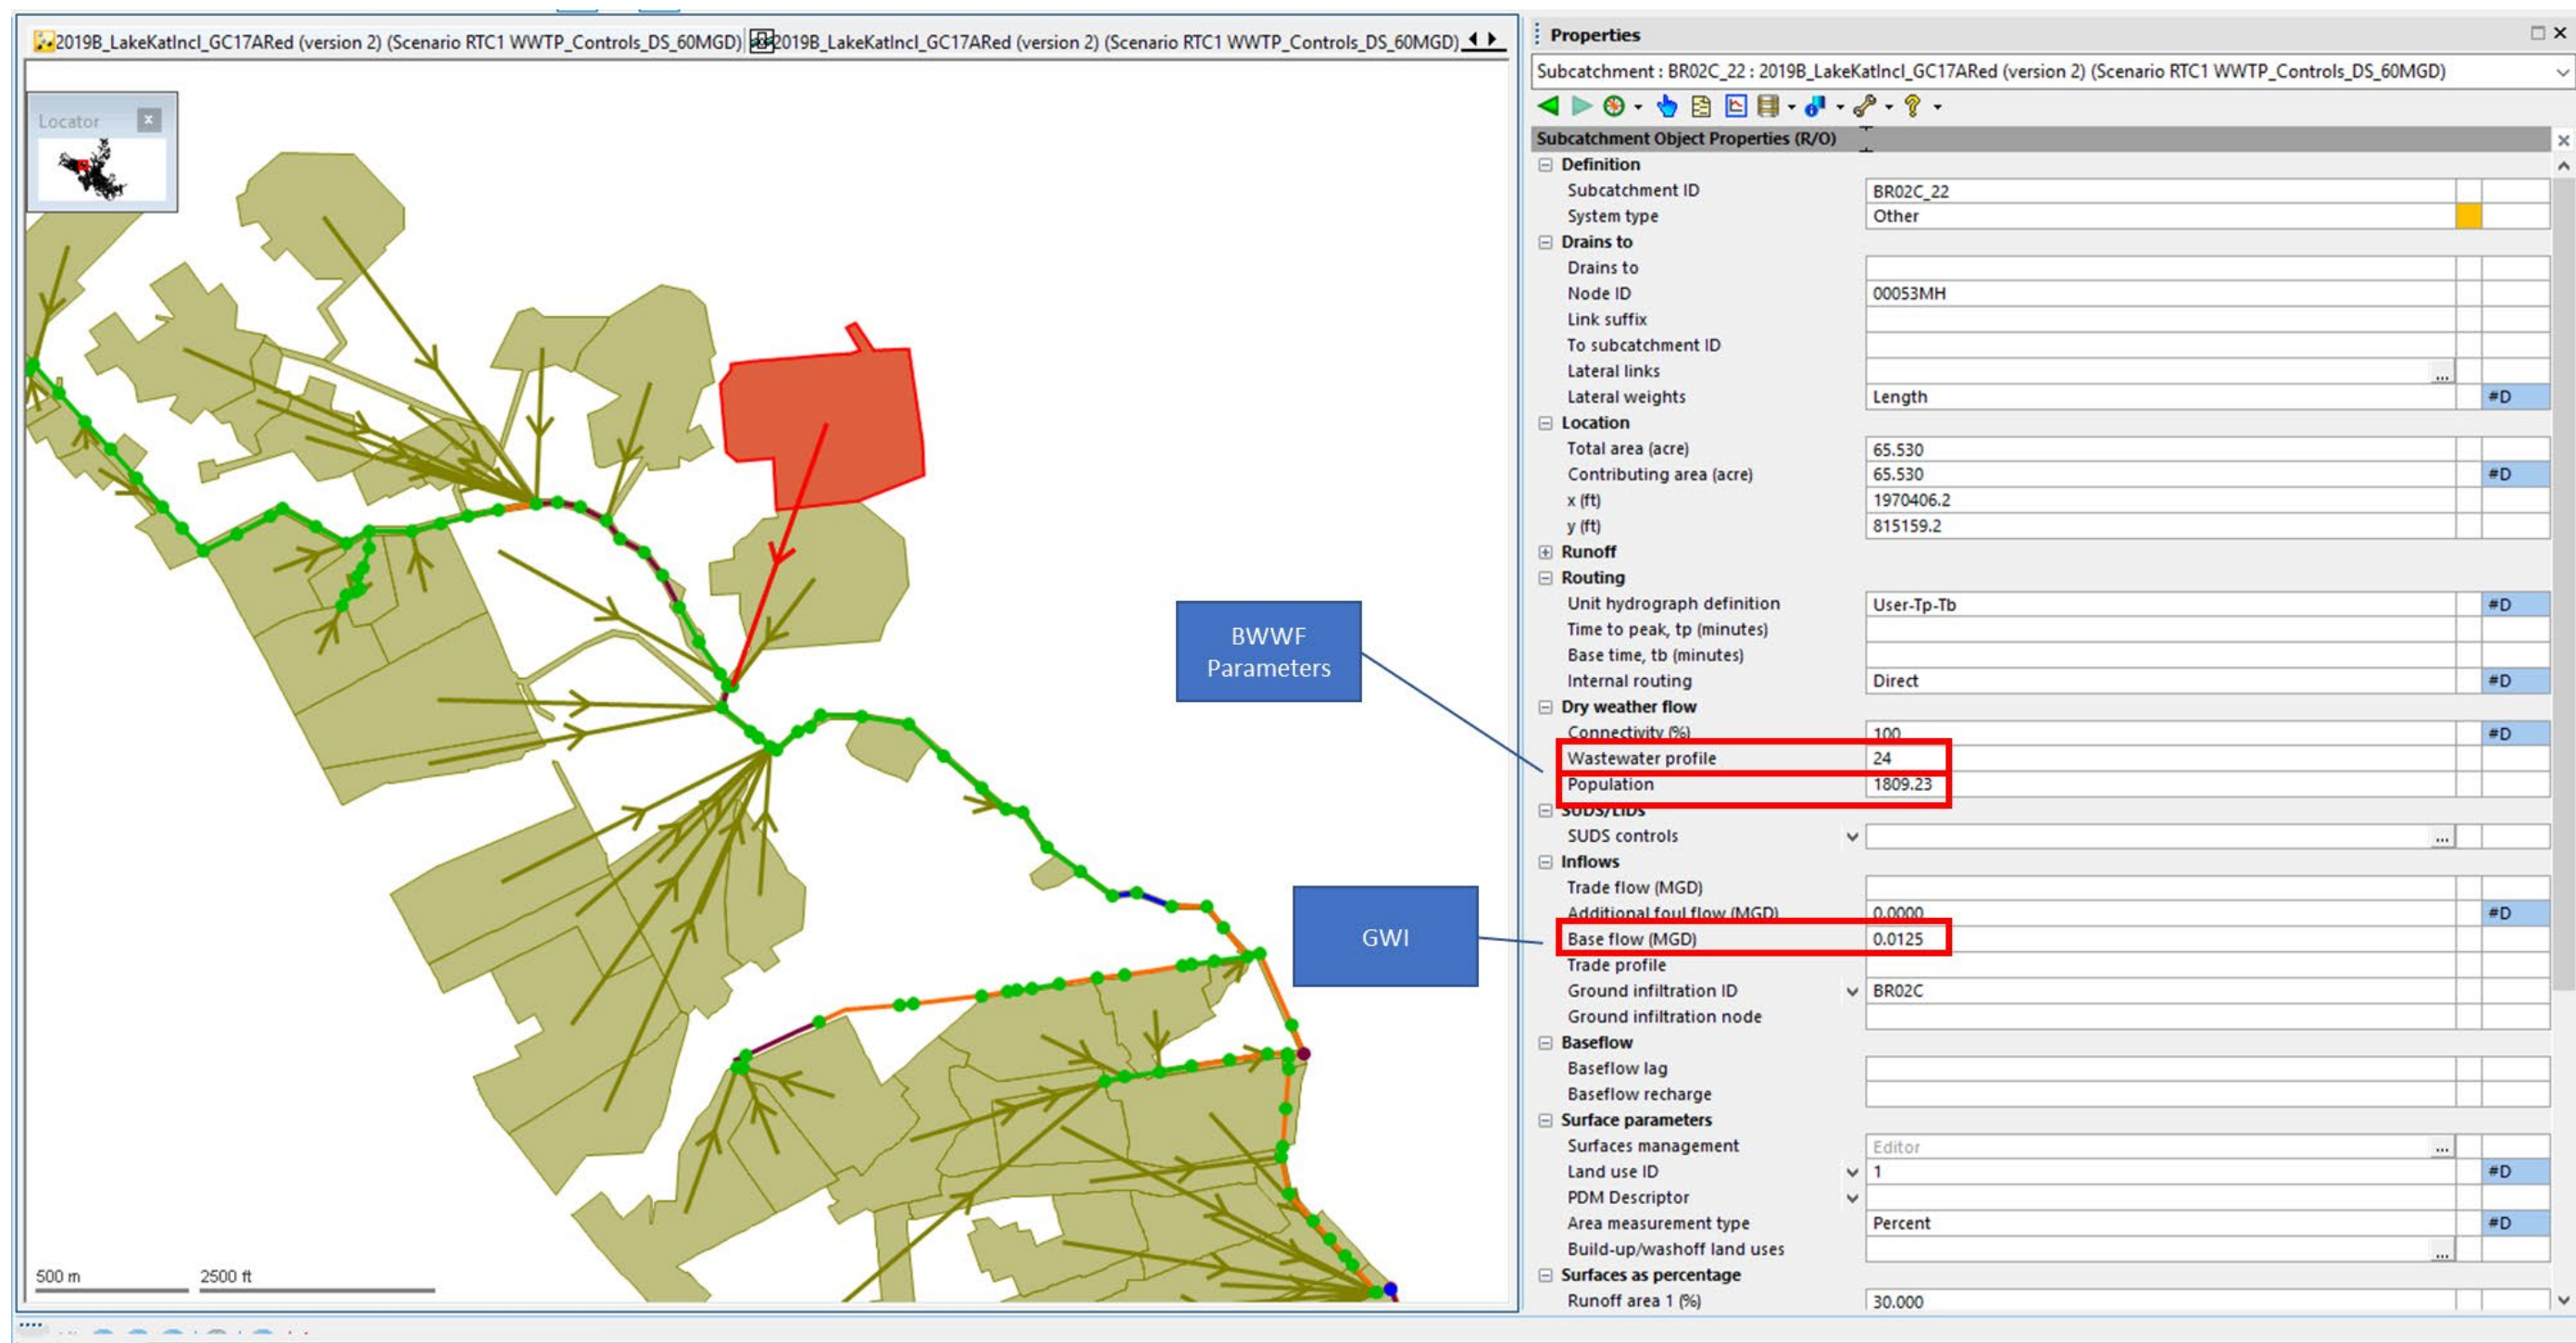 2019B_LakeKatIncl_GC17ARed (version 2) (Scenario RTC1 WWTP_Controls_DS_60MGD)
2019B_LakeKatIncl_GC17ARed (version 2) (Scenario RTC1 WWTP_Controls_DS_60MGD)
Locator
BWWF
Parameters
GWI
500 m
2500 ft
Properties
Subcatchment : BR02C_22 : 2019B_LakeKatIncl_GC17ARed (version 2) (Scenario RTC1 WWTP_Controls_DS_60MGD)
Subcatchment Object Properties (R/O)
Definition
Subcatchment ID BR02C_22
System type Other
Drains to
Drains to
Node ID 00053MH
Link suffix
To subcatchment ID
Lateral links ...
Lateral weights Length #D
Location
Total area (acre) 65.530
Contributing area (acre) 65.530 #D
x (ft) 1970406.2
y (ft) 815159.2
Runoff
Routing
Unit hydrograph definition User-Tp-Tb #D
Time to peak, tp (minutes)
Base time, tb (minutes)
Internal routing Direct #D
Dry weather flow
Connectivity (%) 100 #D
Wastewater profile 24
Population 1809.23
SUDS/LIDs
SUDS controls ...
Inflows
Trade flow (MGD)
Additional foul flow (MGD) 0.0000 #D
Base flow (MGD) 0.0125
Trade profile
Ground infiltration ID BR02C
Ground infiltration node
Baseflow
Baseflow lag
Baseflow recharge
Surface parameters
Surfaces management Editor ...
Land use ID 1 #D
PDM Descriptor
Area measurement type Percent #D
Build-up/washoff land uses ...
Surfaces as percentage
Runoff area 1 (%) 30.000